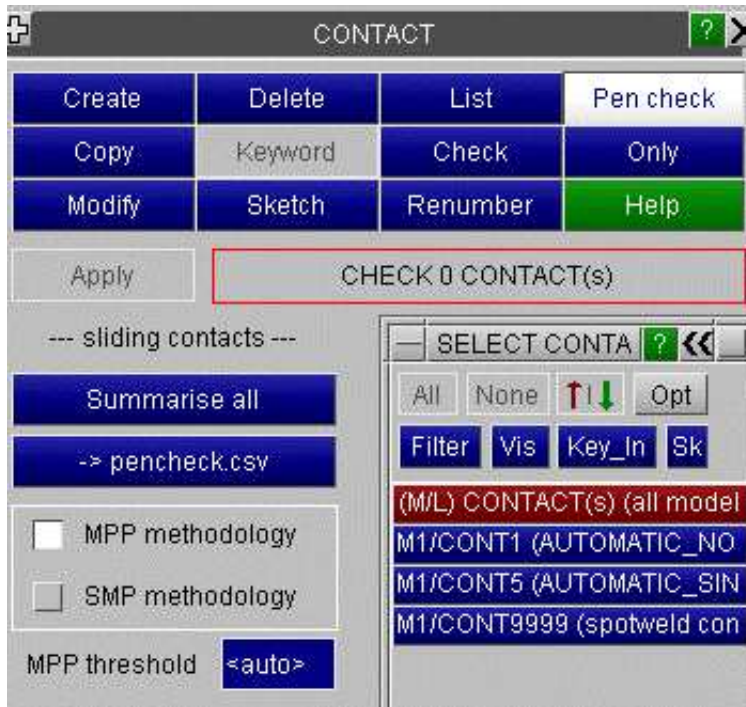 CONTACT ?
Create Delete List Pen check
Copy Keyword Check Only
Modify Sketch Renumber Help
Apply CHECK 0 CONTACT(s)
--- sliding contacts ---
Summarise all
-> pencheck.csv
MPP methodology
SMP methodology
MPP threshold <auto>
SELECT CONTA ?
All None Opt
Filter Vis Key_In Sk
(M/L) CONTACT(s) (all model
M1/CONT1 (AUTOMATIC_NO
M1/CONT5 (AUTOMATIC_SIN
M1/CONT9999 (spotweld con